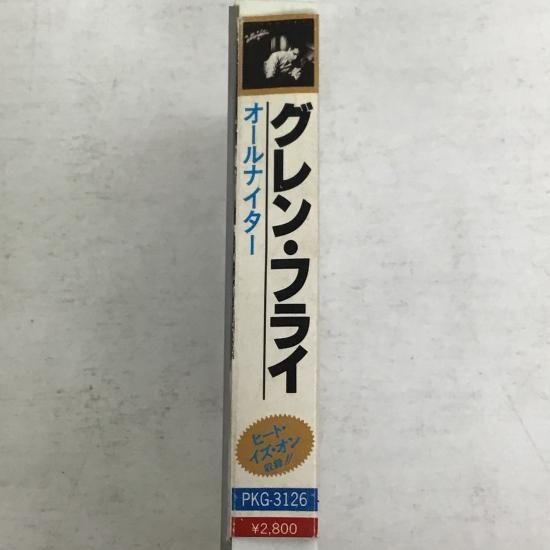 グレン・フライ
オールナイター
ヒート・
イズ・オン
収録!!
PKG-3126
¥2,800